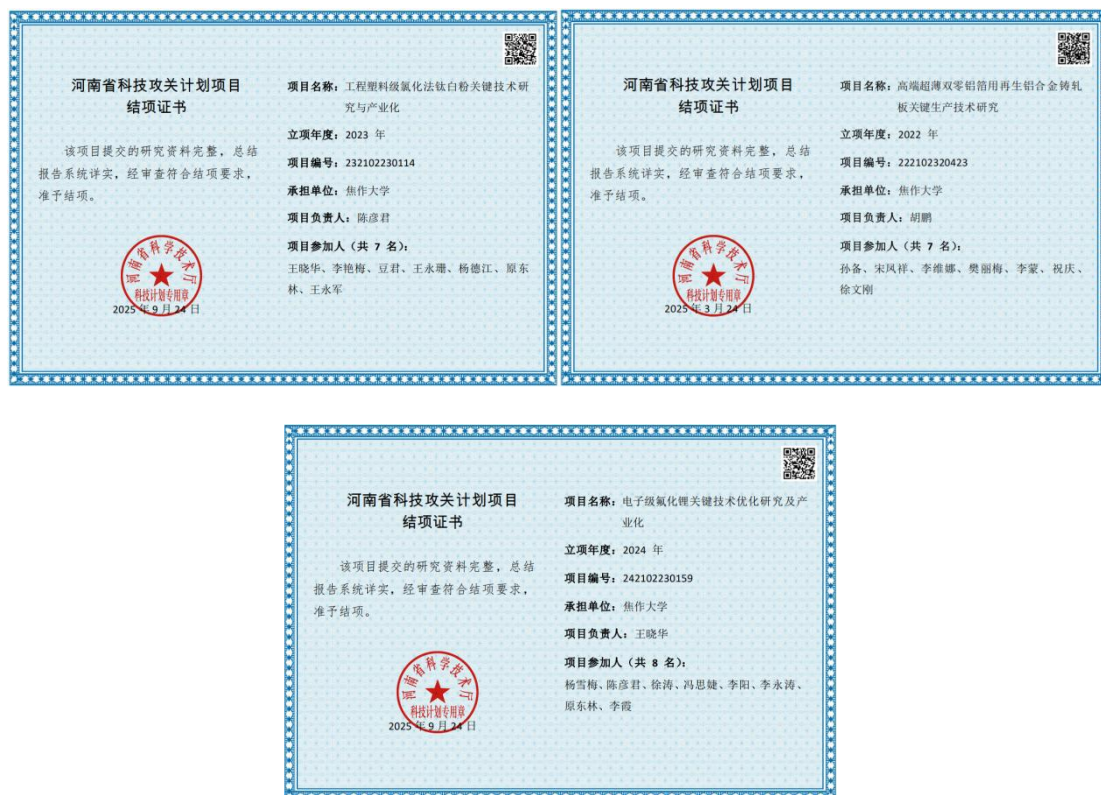 河南省科技攻关计划项目
结项证书
该项目提交的研究资料完整，总结
报告系统详实，经审查符合结项要求，
准予结项。
河南省科学技术厅
科技计划专用章
2025 年 9 月 24 日
项目名称：工程塑料级氯化法钛白粉关键技术研
究与产业化
立项年度：2023 年
项目编号：232102230114
承担单位：焦作大学
项目负责人：陈彦君
项目参加人（共 7 名）：
王晓华、李艳梅、豆君、王永珊、杨德江、原东
林、王永军
河南省科技攻关计划项目
结项证书
该项目提交的研究资料完整，总结
报告系统详实，经审查符合结项要求，
准予结项。
河南省科学技术厅
科技计划专用章
2025 年 3 月 24 日
项目名称：高端超薄双零铝箔用再生铝合金铸轧
板关键生产技术研究
立项年度：2022 年
项目编号：222102320423
承担单位：焦作大学
项目负责人：胡鹏
项目参加人（共 7 名）：
孙备、宋凤祥、李维娜、樊丽梅、李蒙、祝庆、
徐文刚
河南省科技攻关计划项目
结项证书
该项目提交的研究资料完整，总结
报告系统详实，经审查符合结项要求，
准予结项。
河南省科学技术厅
科技计划专用章
2025 年 9 月 24 日
项目名称：电子级氟化锂关键技术优化研究及产
业化
立项年度：2024 年
项目编号：242102230159
承担单位：焦作大学
项目负责人：王晓华
项目参加人（共 8 名）：
杨雪梅、陈彦君、徐涛、冯思婕、李阳、李永涛、
原东林、李霞